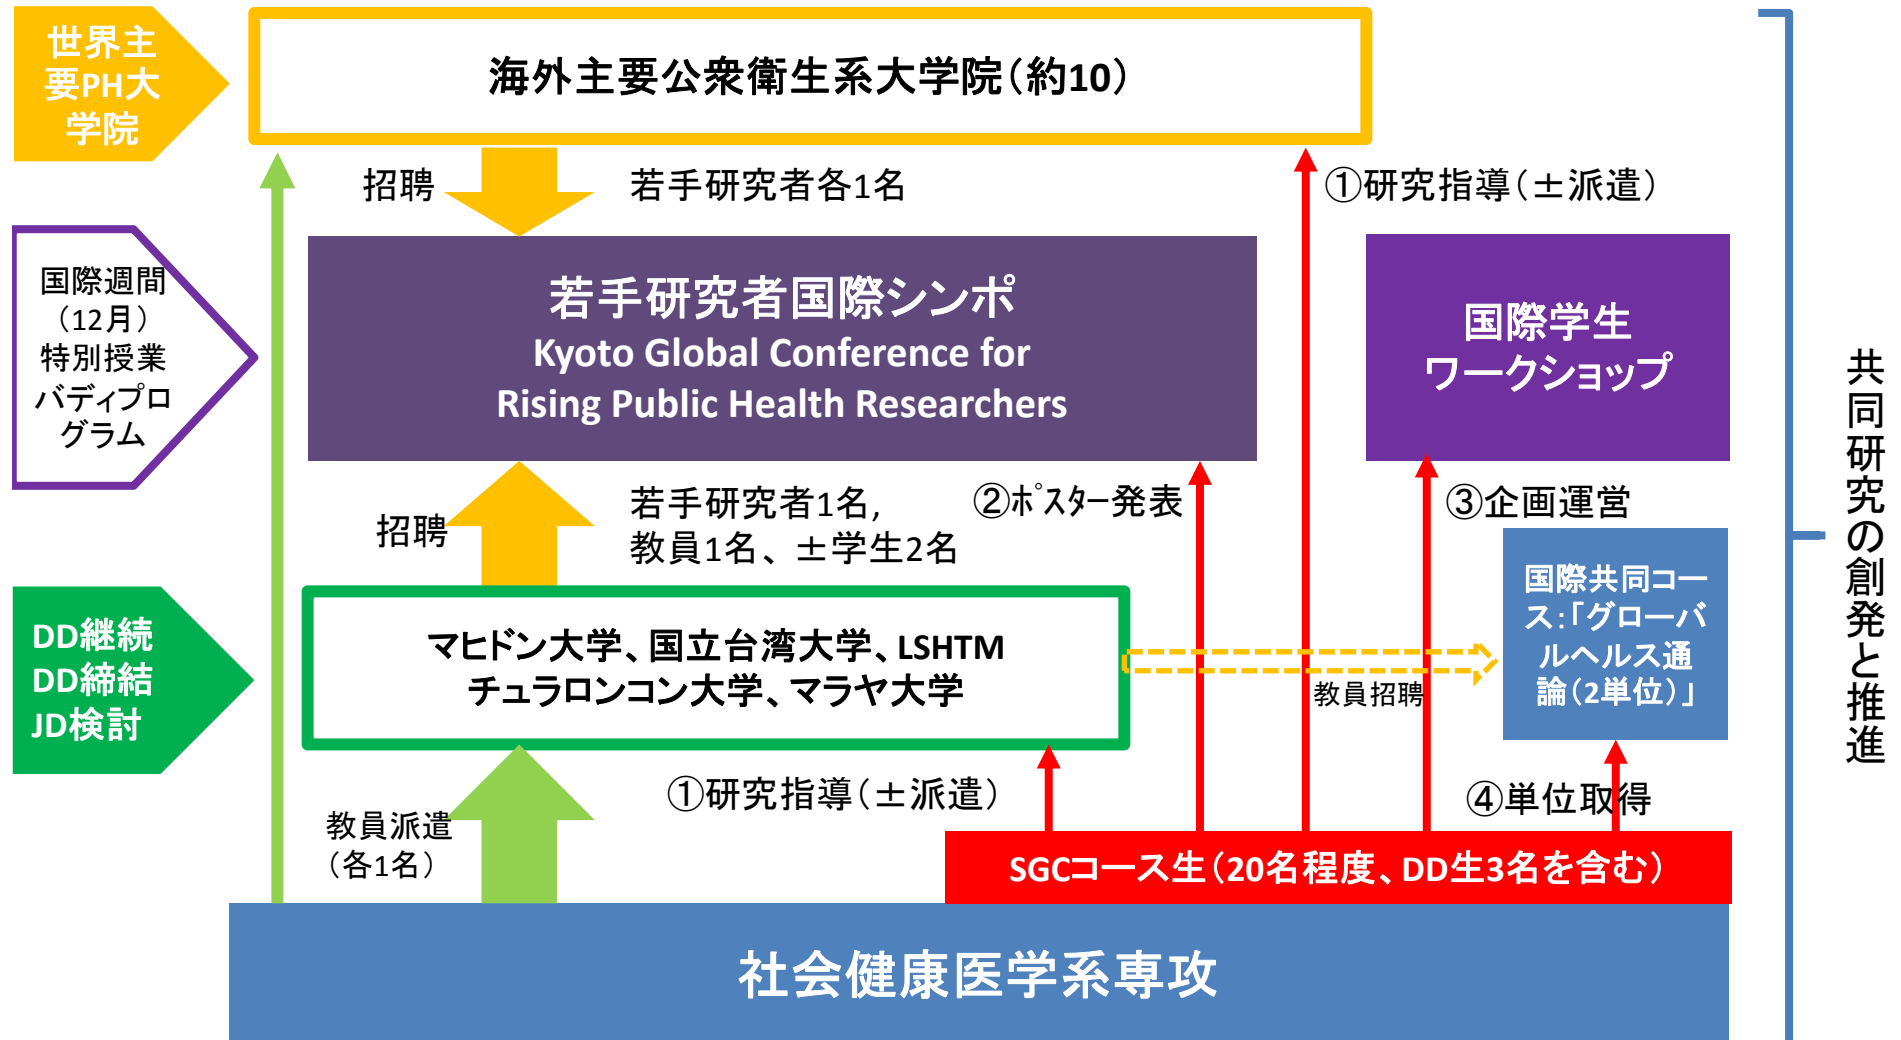 世界主
要PH大
学院
海外主要公衆衛生系大学院（約10）
招聘
若手研究者各1名
①研究指導（±派遣）
国際週間
（12月）
特別授業
バディプロ
グラム
若手研究者国際シンポ
Kyoto Global Conference for
Rising Public Health Researchers
国際学生
ワークショップ
招聘
若手研究者1名,
教員1名、±学生2名
②ﾎﾟｽﾀｰ発表
③企画運営
DD継続
DD締結
JD検討
マヒドン大学、国立台湾大学、LSHTM
チュラロンコン大学、マラヤ大学
教員招聘
国際共同コー
ス：「グローバ
ルヘルス通
論（2単位）」
教員派遣
（各1名）
①研究指導（±派遣）
④単位取得
SGCコース生（20名程度、DD生3名を含む）
社会健康医学系専攻
共同研究の創発と推進